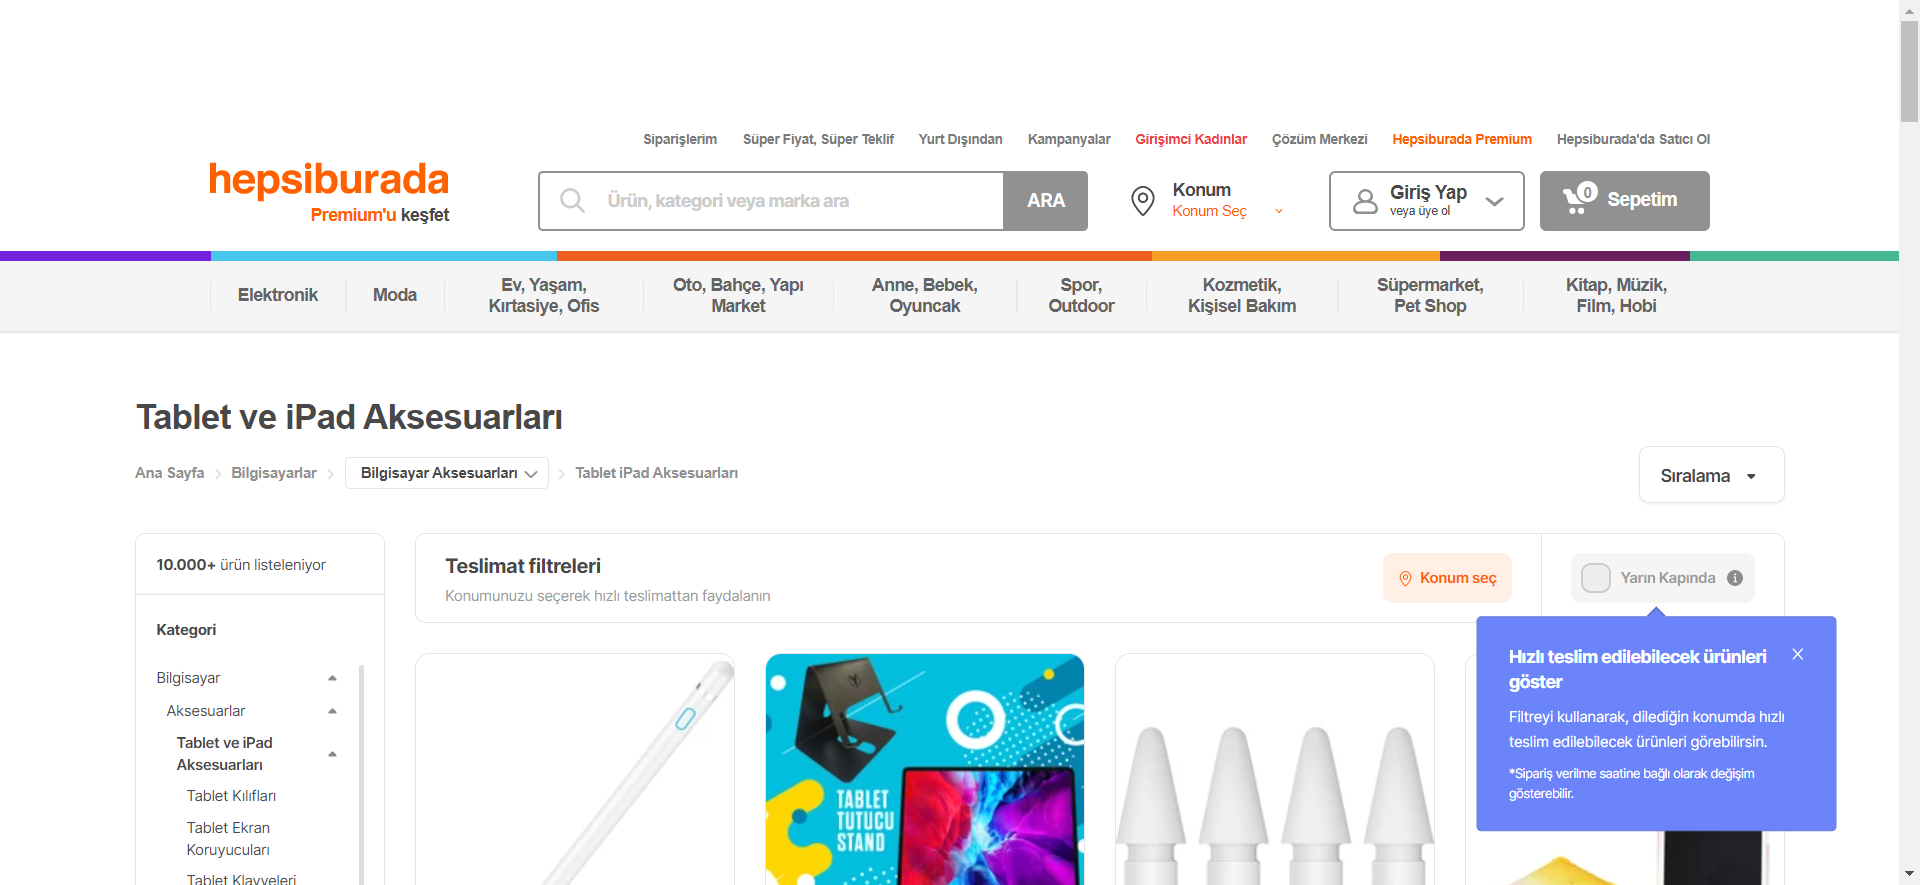 Siparişlerim Süper Fiyat, Süper Teklif Yurt Dışından Kampanyalar Girişimci Kadınlar Çözüm Merkezi Hepsiburada Premium Hepsiburada'da Satıcı Ol
hepsiburada
Premium'u keşfet
Ürün, kategori veya marka ara
ARA
Konum
Konum Seç
Giriş Yap
veya üye ol
0
Sepetim
Elektronik
Moda
Ev, Yaşam,
Kırtasiye, Ofis
Oto, Bahçe, Yapı
Market
Anne, Bebek,
Oyuncak
Spor,
Outdoor
Kozmetik,
Kişisel Bakım
Süpermarket,
Pet Shop
Kitap, Müzik,
Film, Hobi
Tablet ve iPad Aksesuarları
Ana Sayfa Bilgisayarlar Bilgisayar Aksesuarları Tablet iPad Aksesuarları
Sıralama
10.000+ ürün listeleniyor
Kategori
Bilgisayar
Aksesuarlar
Tablet ve iPad
Aksesuarları
Tablet Kılıfları
Tablet Ekran
Koruyucuları
Tablet Klavyeleri
Teslimat filtreleri
Konumunuzu seçerek hızlı teslimattan faydalanın
Konum seç
Yarın Kapında
Hızlı teslim edilebilecek ürünleri
göster
Filtreyi kullanarak, dilediğin konumda hızlı
teslim edilebilecek ürünleri görebilirsin.
*Sipariş verilme saatine bağlı olarak değişim
gösterebilir.
TABLET
TUTUCU
STAND